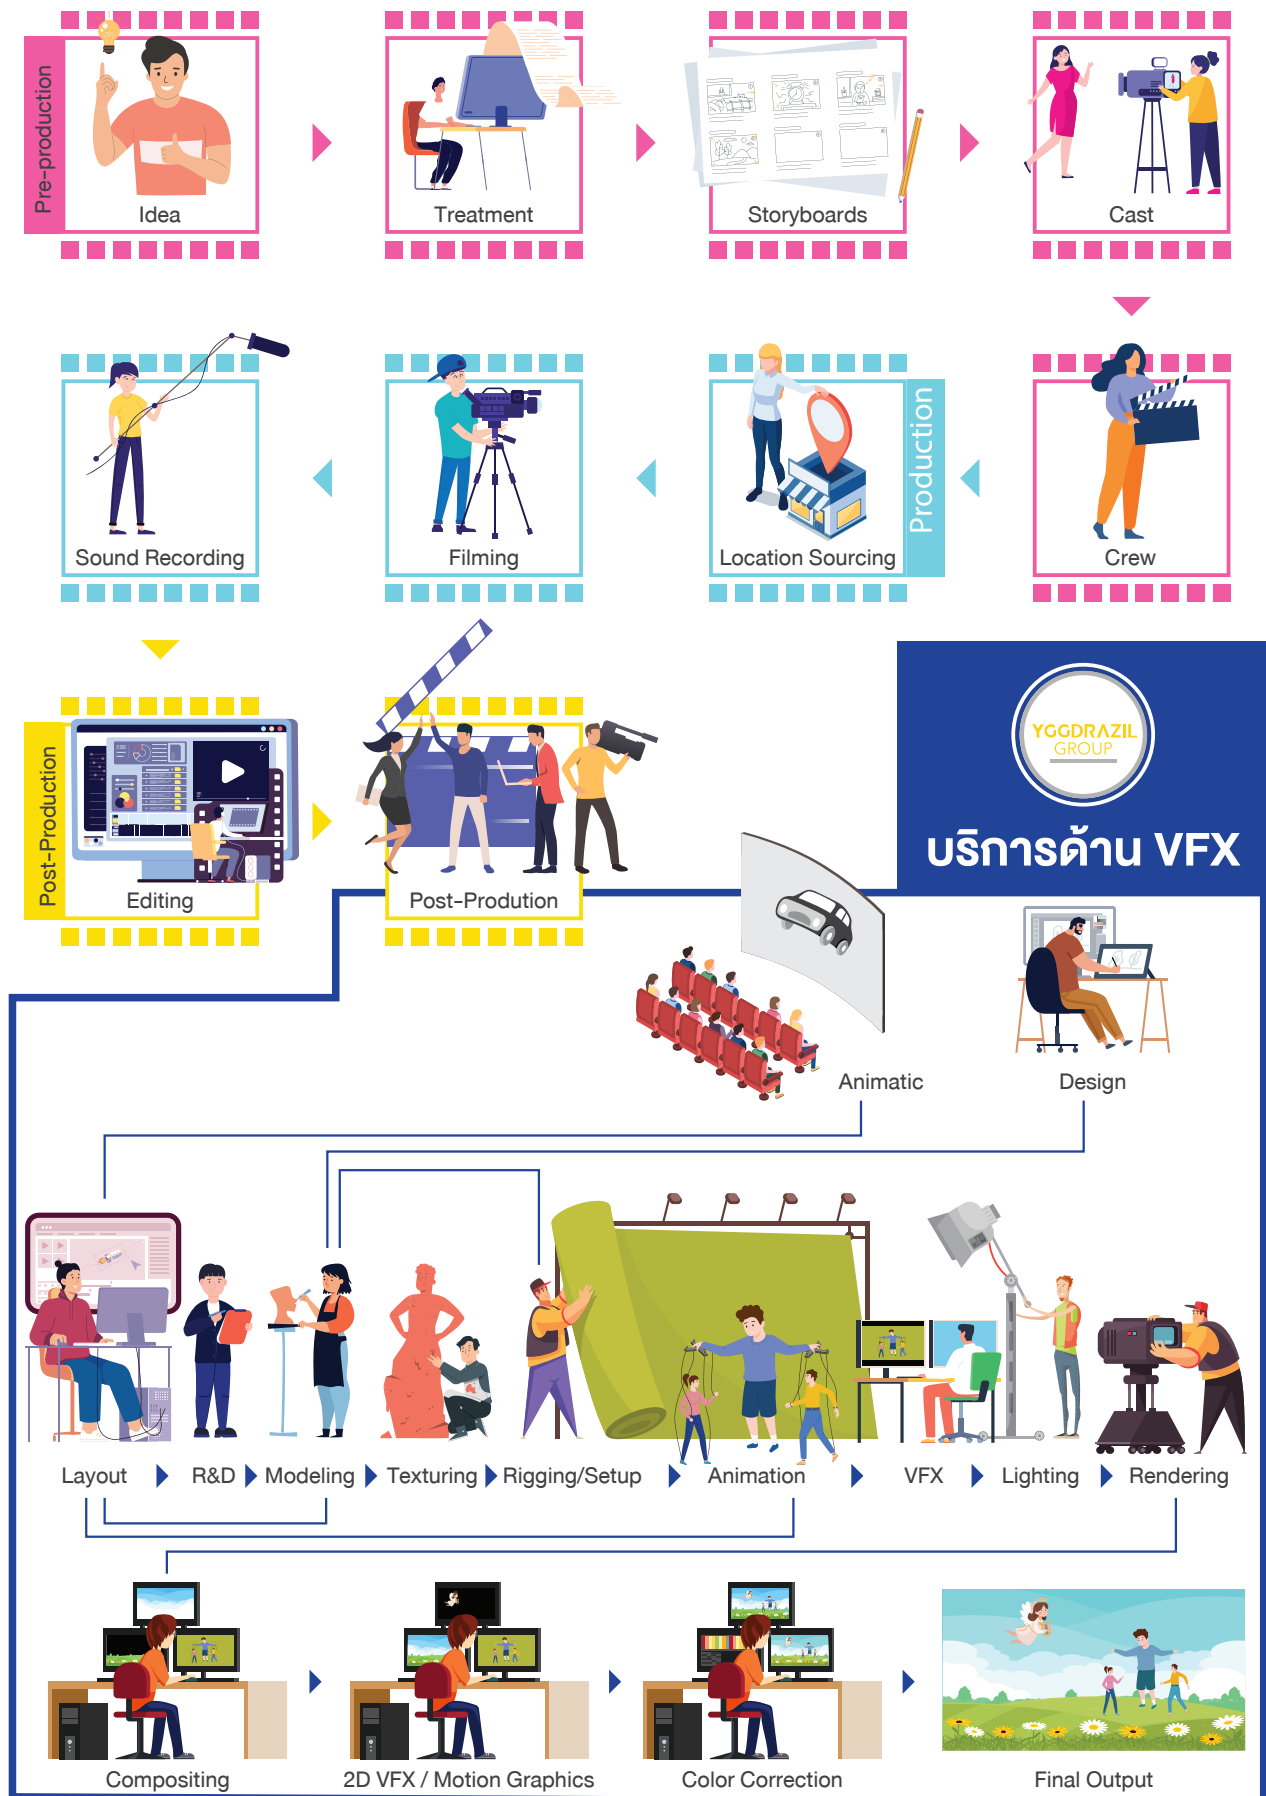 Pre-production
Idea
Treatment
Storyboards
Cast
Sound Recording
Filming
Location Sourcing
Production
Crew
Post-Production
Editing
Post-Prodution
YGGDRAZIL
GROUP
บริการด้าน VFX
Animatic
Design
Layout
R&D
Modeling
Texturing
Rigging/Setup
Animation
VFX
Lighting
Rendering
Compositing
2D VFX / Motion Graphics
Color Correction
Final Output